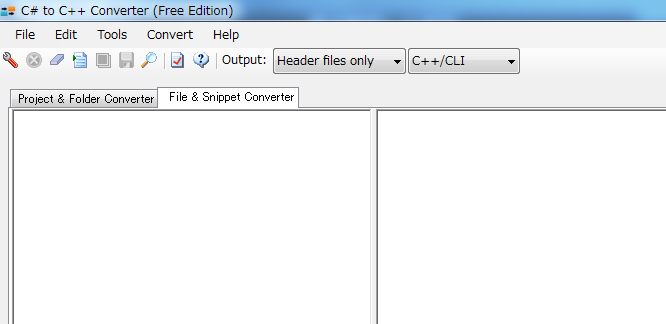 C# to C++ Converter (Free Edition)
File Edit Tools Convert Help
Output: Header files only C++/CLI
Project & Folder Converter File & Snippet Converter